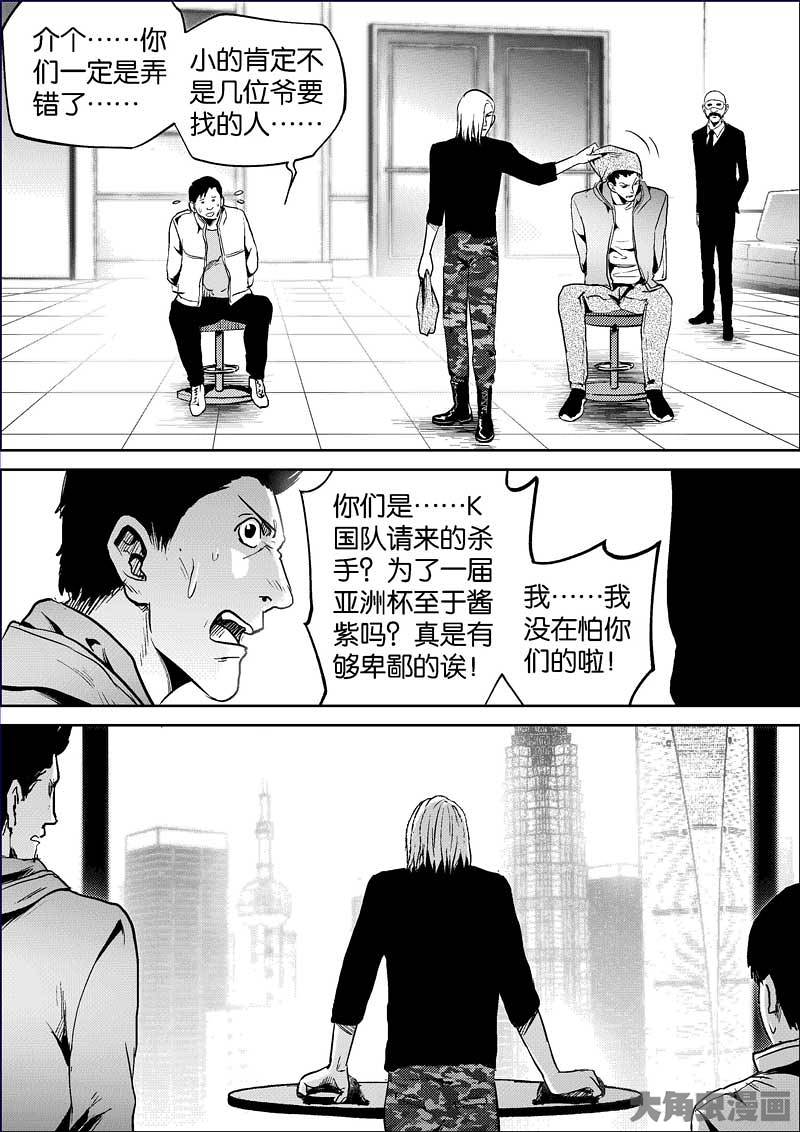 介个……你
们一定是弄
错了……
小的肯定不
是几位爷要
找的人……
你们是……K
国队请来的杀
手？为了一届
亚洲杯至于酱
紫吗？真是有
够卑鄙的诶！
我……我
没在怕你
们的啦！
大角虫漫画